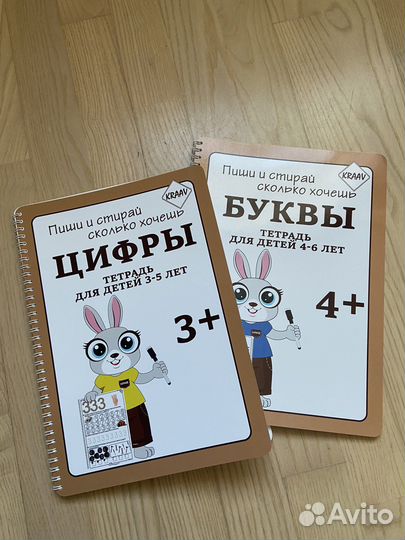 KRAAV
Пиши и стирай
сколько хочешь
ЦИФРЫ
ТЕТРАДЬ
ДЛЯ ДЕТЕЙ 3-5 ЛЕТ
3+
333
KRAAV
Пиши и стирай
сколько хочешь
БУКВЫ
ТЕТРАДЬ
ДЛЯ ДЕТЕЙ 4-6 ЛЕТ
4+
Avito